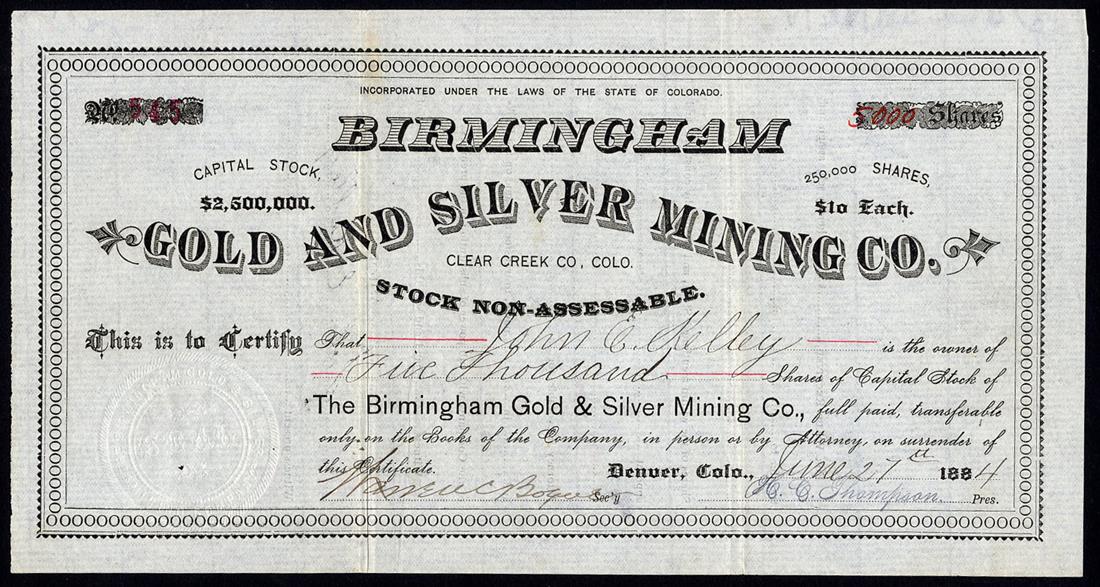 INCORPORATED UNDER THE LAWS OF THE STATE OF COLORADO.
No 545
5000 Shares
BIRMINGHAM
CAPITAL STOCK,
$2,500,000.
250,000 SHARES,
$10 Each.
GOLD AND SILVER MINING CO.
CLEAR CREEK CO, COLO.
STOCK NON-ASSESSABLE.
This is to Certify That John E. Kelley is the owner of
Five Thousand Shares of Capital Stock of
The Birmingham Gold & Silver Mining Co., full paid, transferable
only on the Books of the Company, in person or by Attorney, on surrender of
this Certificate. Denver, Colo., June 27th 1884
Sec'y H. C. Thompson. Pres.